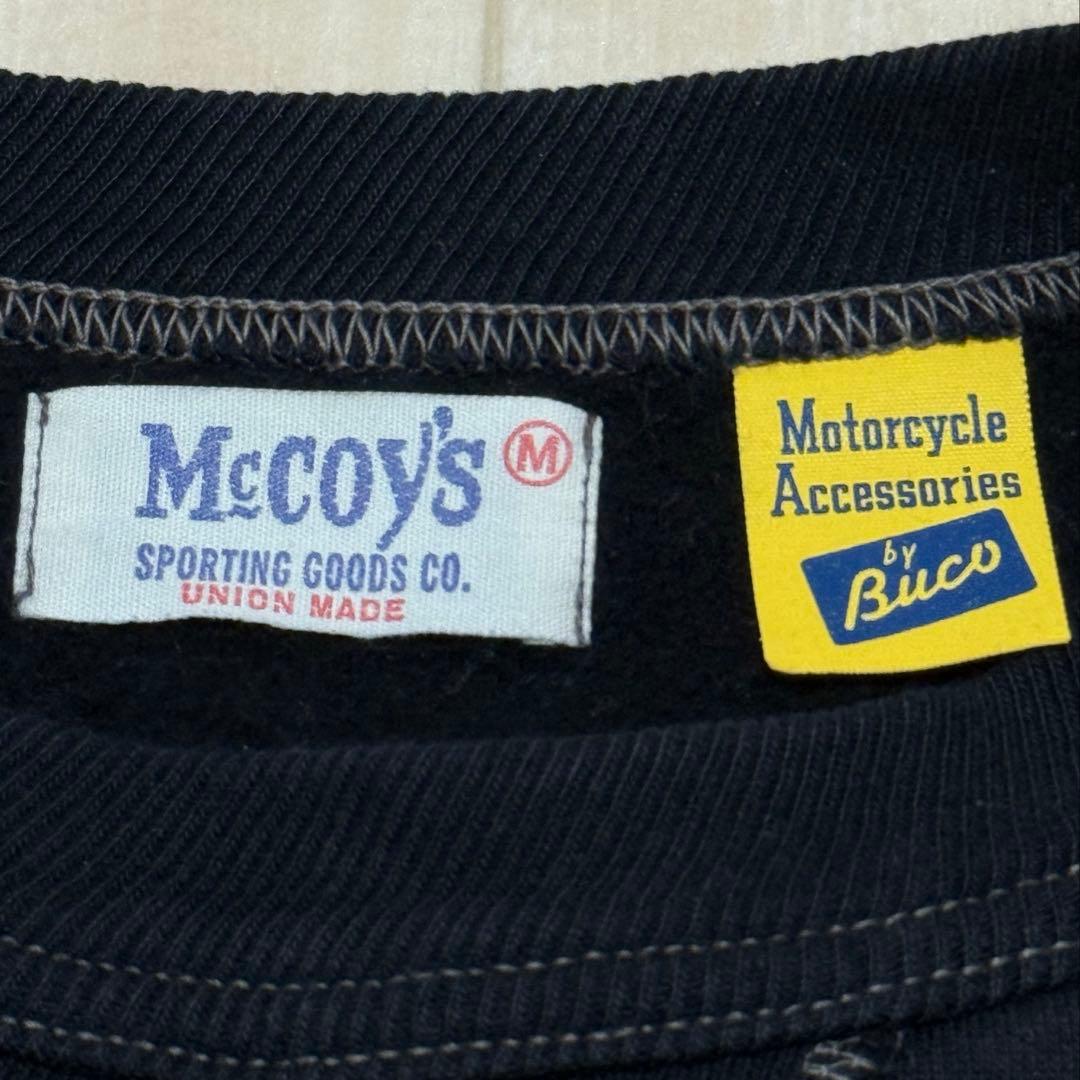 McCoy's M
SPORTING GOODS CO.
UNION MADE
Motorcycle
Accessories
by
Buco